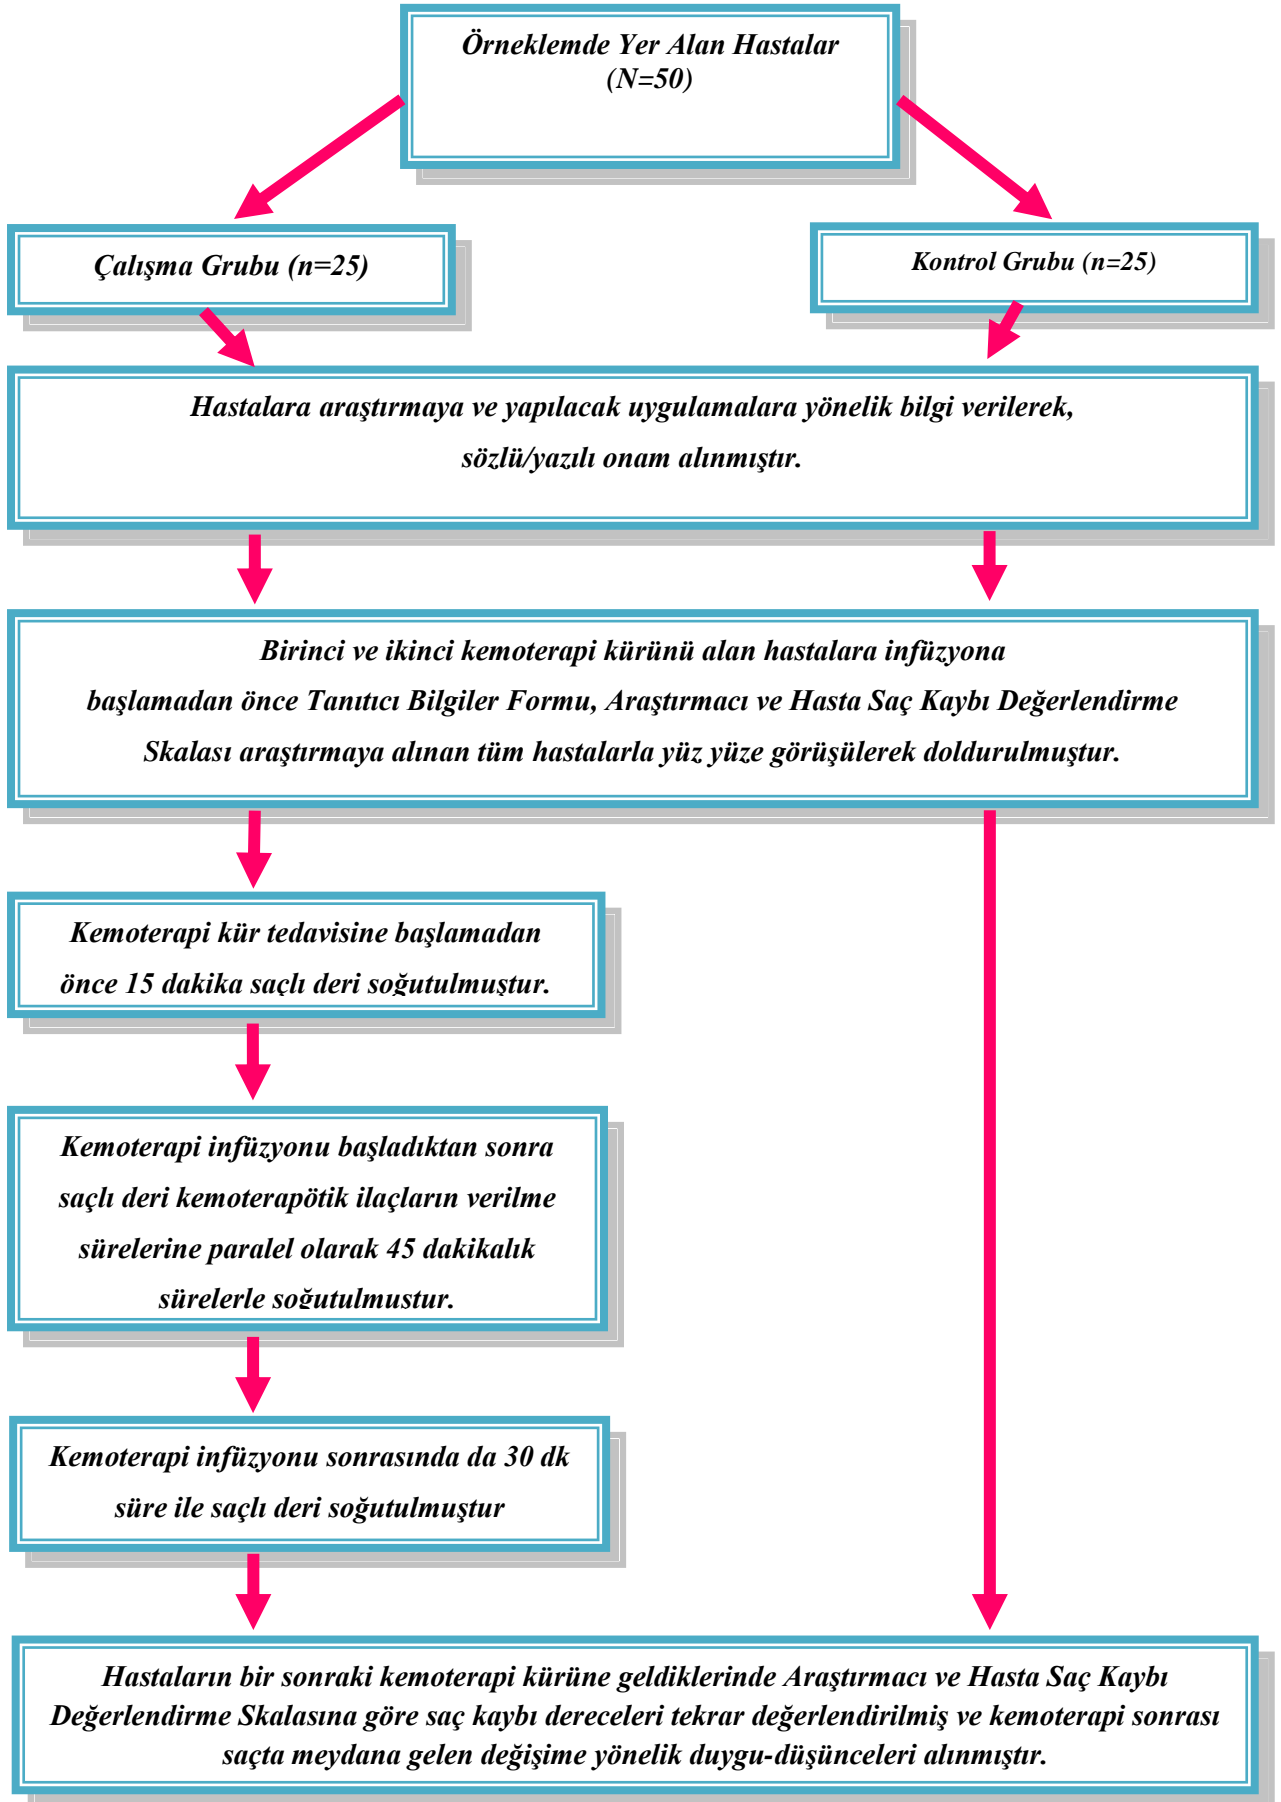 Örneklemde Yer Alan Hastalar
(N=50)
Çalışma Grubu (n=25)
Kontrol Grubu (n=25)
Hastalara araştırmaya ve yapılacak uygulamalara yönelik bilgi verilerek,
sözlü/yazılı onam alınmıştır.
Birinci ve ikinci kemoterapi kürünü alan hastalara infüzyona
başlamadan önce Tanıtıcı Bilgiler Formu, Araştırmacı ve Hasta Saç Kaybı Değerlendirme
Skalası araştırmaya alınan tüm hastalarla yüz yüze görüşülerek doldurulmuştur.
Kemoterapi kür tedavisine başlamadan
önce 15 dakika saçlı deri soğutulmuştur.
Kemoterapi infüzyonu başladıktan sonra
saçlı deri kemoterapötik ilaçların verilme
sürelerine paralel olarak 45 dakikalık
sürelerle soğutulmuştur.
Kemoterapi infüzyonu sonrasında da 30 dk
süre ile saçlı deri soğutulmuştur
Hastaların bir sonraki kemoterapi kürüne geldiklerinde Araştırmacı ve Hasta Saç Kaybı
Değerlendirme Skalasına göre saç kaybı dereceleri tekrar değerlendirilmiş ve kemoterapi sonrası
saçta meydana gelen değişime yönelik duygu-düşünceleri alınmıştır.